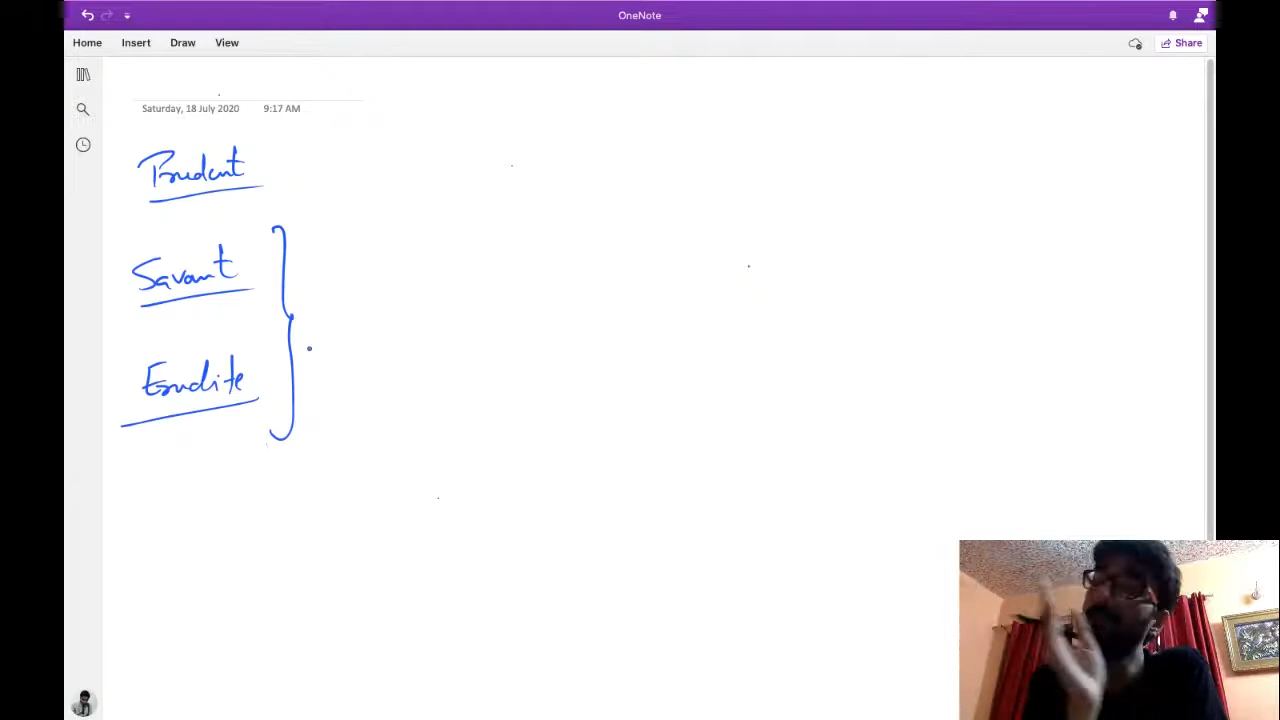 OneNote
Home Insert Draw View Share
Saturday, 18 July 2020 9:17 AM
Prudent
Savant
Erudite